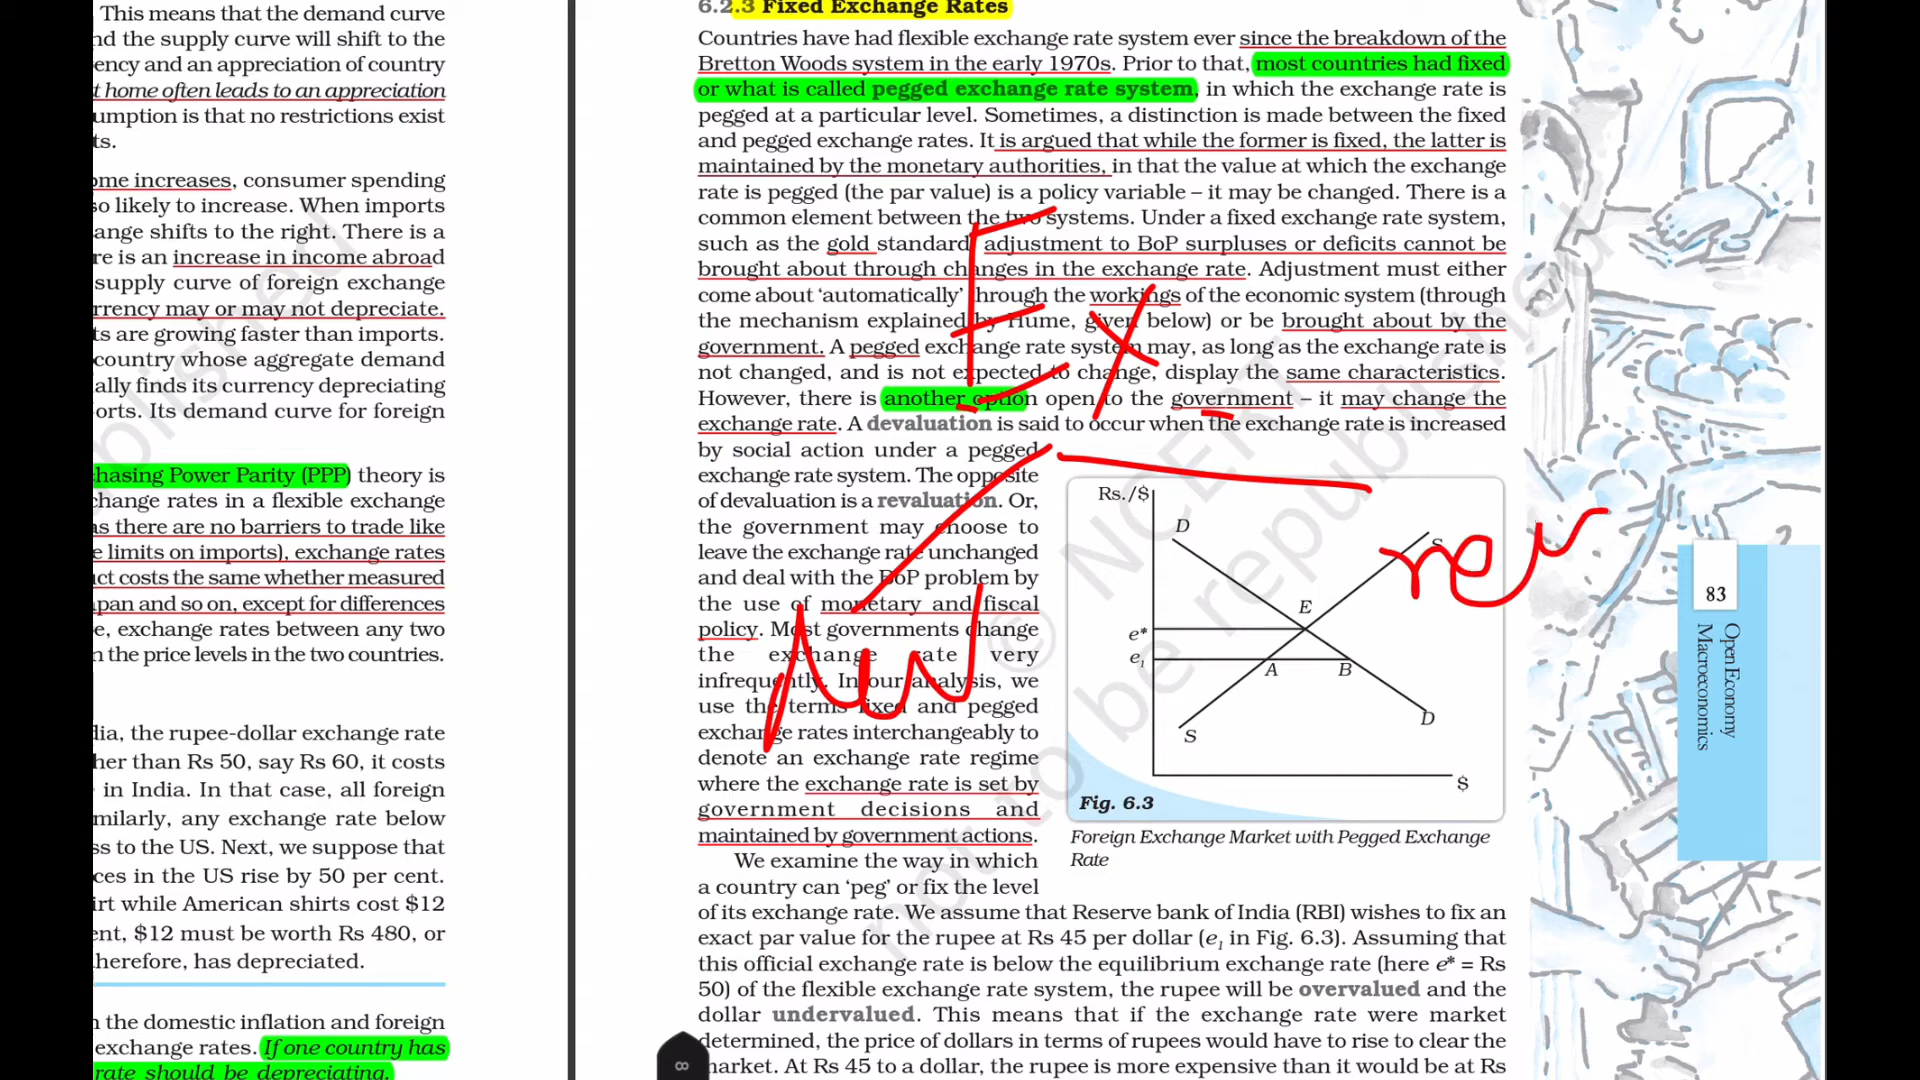 . This means that the demand curve
nd the supply curve will shift to the
ency and an appreciation of country
t home often leads to an appreciation
umption is that no restrictions exist
ts.
ome increases, consumer spending
so likely to increase. When imports
ange shifts to the right. There is a
re is an increase in income abroad
supply curve of foreign exchange
rrency may or may not depreciate.
ts are growing faster than imports.
country whose aggregate demand
ally finds its currency depreciating
orts. Its demand curve for foreign
chasing Power Parity (PPP) theory is
change rates in a flexible exchange
as there are no barriers to trade like
e limits on imports), exchange rates
uct costs the same whether measured
apan and so on, except for differences
e, exchange rates between any two
n the price levels in the two countries.
dia, the rupee-dollar exchange rate
her than Rs 50, say Rs 60, it costs
in India. In that case, all foreign
milarly, any exchange rate below
ss to the US. Next, we suppose that
ces in the US rise by 50 per cent.
irt while American shirts cost $12
ent, $12 must be worth Rs 480, or
herefore, has depreciated.
n the domestic inflation and foreign
exchange rates. If one country has
rate should be depreciating.
6.2.3 Fixed Exchange Rates
Countries have had flexible exchange rate system ever since the breakdown of the
Bretton Woods system in the early 1970s. Prior to that, most countries had fixed
or what is called pegged exchange rate system, in which the exchange rate is
pegged at a particular level. Sometimes, a distinction is made between the fixed
and pegged exchange rates. It is argued that while the former is fixed, the latter is
maintained by the monetary authorities, in that the value at which the exchange
rate is pegged (the par value) is a policy variable – it may be changed. There is a
common element between the two systems. Under a fixed exchange rate system,
such as the gold standard, adjustment to BoP surpluses or deficits cannot be
brought about through changes in the exchange rate. Adjustment must either
come about ‘automatically’ through the workings of the economic system (through
the mechanism explained by Hume, given below) or be brought about by the
government. A pegged exchange rate system may, as long as the exchange rate is
not changed, and is not expected to change, display the same characteristics.
However, there is another option open to the government – it may change the
exchange rate. A devaluation is said to occur when the exchange rate is increased
by social action under a pegged
exchange rate system. The opposite
of devaluation is a revaluation. Or,
the government may choose to
leave the exchange rate unchanged
and deal with the BoP problem by
the use of monetary and fiscal
policy. Most governments change
the exchange rate very
infrequently. In our analysis, we
use the terms fixed and pegged
exchange rates interchangeably to
denote an exchange rate regime
where the exchange rate is set by
government decisions and
maintained by government actions.
We examine the way in which
a country can ‘peg’ or fix the level
of its exchange rate. We assume that Reserve bank of India (RBI) wishes to fix an
exact par value for the rupee at Rs 45 per dollar (e1 in Fig. 6.3). Assuming that
this official exchange rate is below the equilibrium exchange rate (here e* = Rs
50) of the flexible exchange rate system, the rupee will be overvalued and the
dollar undervalued. This means that if the exchange rate were market
determined, the price of dollars in terms of rupees would have to rise to clear the
market. At Rs 45 to a dollar, the rupee is more expensive than it would be at Rs
Rs./$
D
S
E
e*
e1
A
B
D
S
$
Fig. 6.3
Foreign Exchange Market with Pegged Exchange
Rate
83
Open Economy
Macroeconomics
8
© NCERT
not to be republished